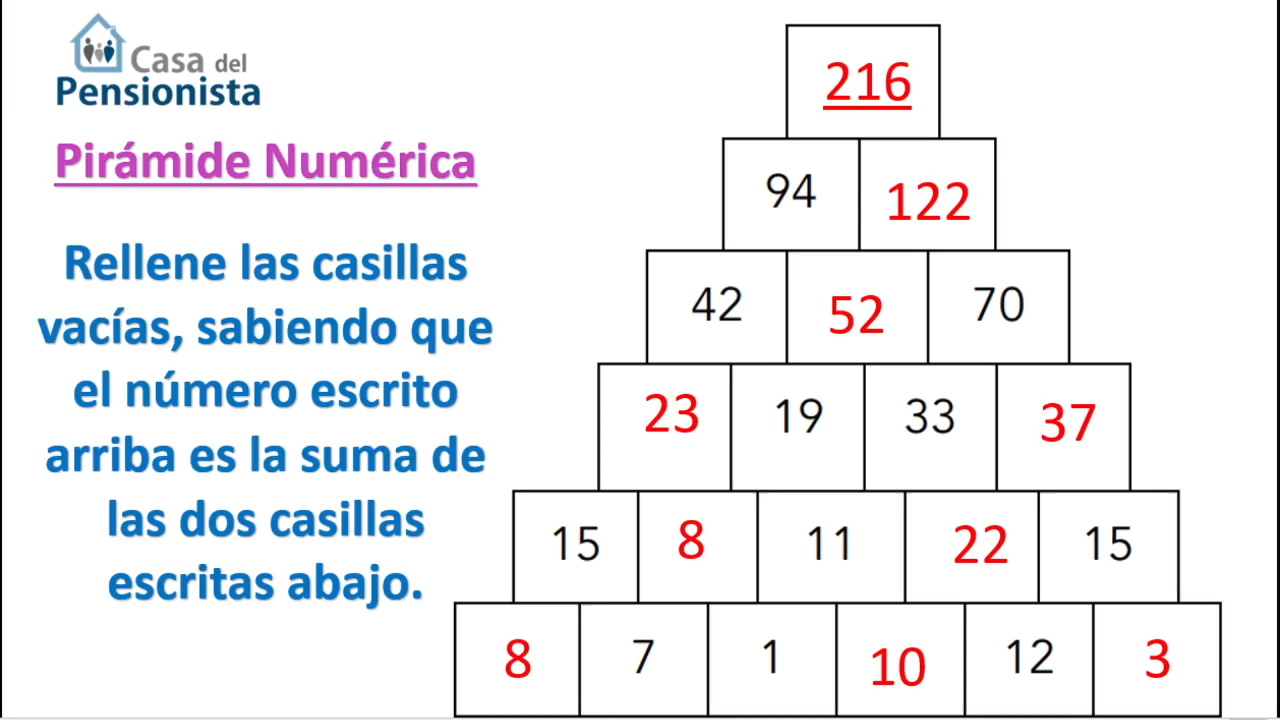 Casa del
Pensionista
Pirámide Numérica
Rellene las casillas
vacías, sabiendo que
el número escrito
arriba es la suma de
las dos casillas
escritas abajo.
216
94 122
42 52 70
23 19 33 37
15 8 11 22 15
8 7 1 10 12 3